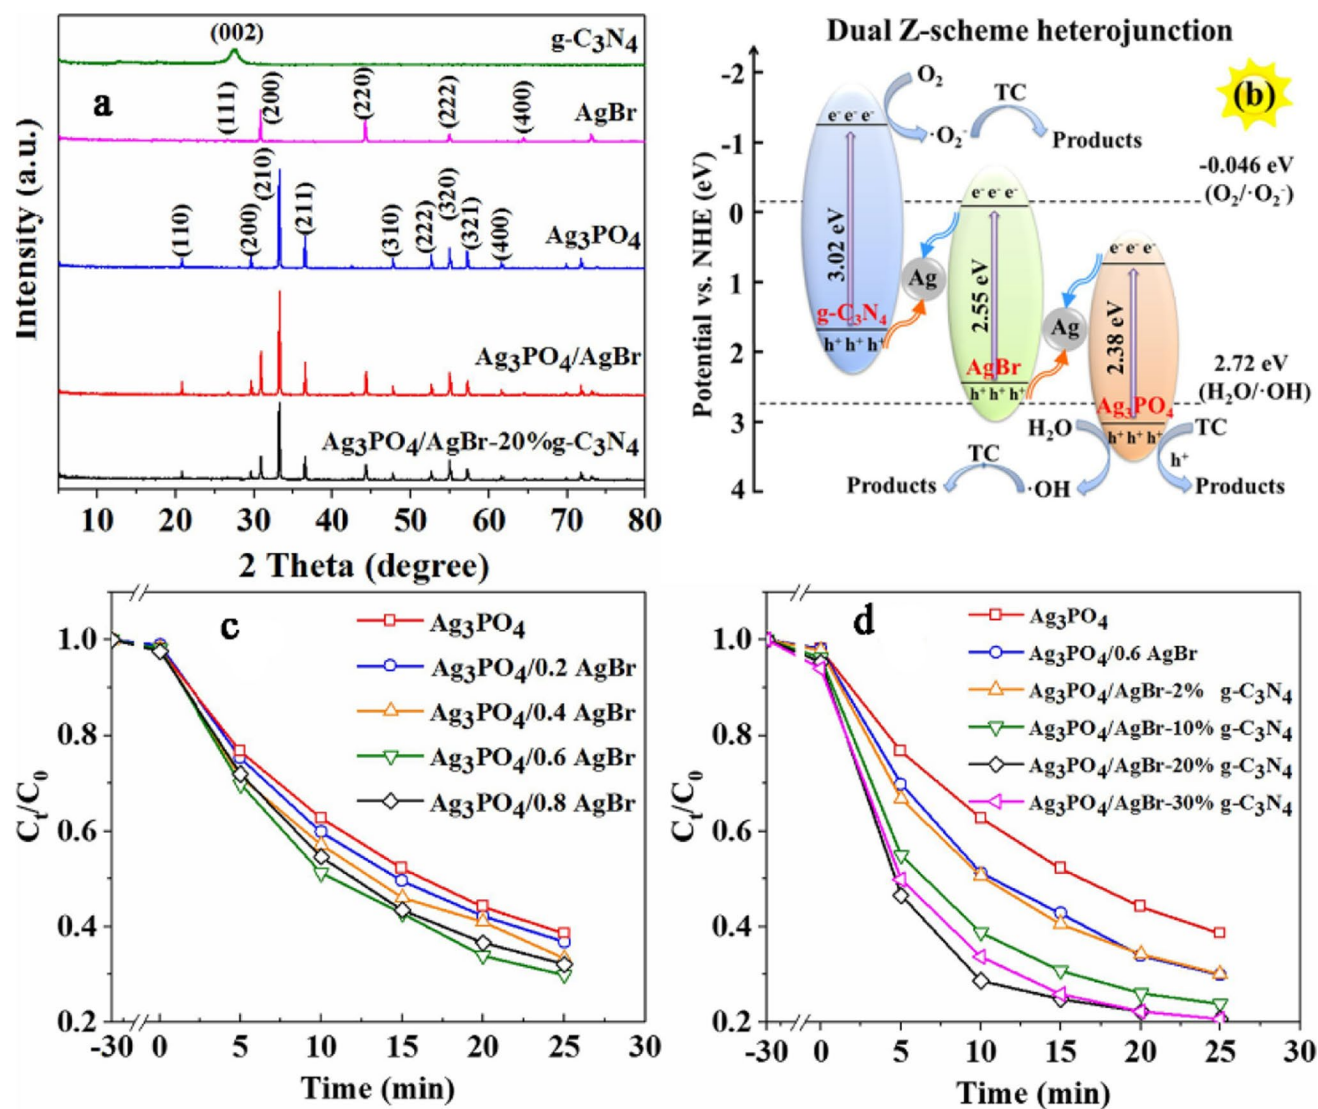 (002)
g-C₃N₄
a
(111)
(200)
(220)
(222)
(400)
AgBr
(110)
(200)
(210)
(211)
(310)
(222)
(320)
(321)
(400)
Ag₃PO₄
Ag₃PO₄/AgBr
Ag₃PO₄/AgBr-20%g-C₃N₄
Intensity (a.u.)
10 20 30 40 50 60 70 80
2 Theta (degree)
Dual Z-scheme heterojunction
(b)
Potential vs. NHE (eV)
-2
-1
0
1
2
3
4
O₂
·O₂⁻
TC
Products
e⁻ e⁻ e⁻
3.02 eV
g-C₃N₄
h⁺ h⁺ h⁺
Ag
e⁻ e⁻ e⁻
2.55 eV
AgBr
h⁺ h⁺ h⁺
Ag
e⁻ e⁻ e⁻
2.38 eV
Ag₃PO₄
h⁺ h⁺ h⁺
-0.046 eV
(O₂/·O₂⁻)
2.72 eV
(H₂O/·OH)
H₂O
TC
h⁺
TC
Products
·OH
Products
c
Ag₃PO₄
Ag₃PO₄/0.2 AgBr
Ag₃PO₄/0.4 AgBr
Ag₃PO₄/0.6 AgBr
Ag₃PO₄/0.8 AgBr
Cₜ/C₀
1.0
0.8
0.6
0.4
0.2
-30 0 5 10 15 20 25 30
Time (min)
d
Ag₃PO₄
Ag₃PO₄/0.6 AgBr
Ag₃PO₄/AgBr-2% g-C₃N₄
Ag₃PO₄/AgBr-10% g-C₃N₄
Ag₃PO₄/AgBr-20% g-C₃N₄
Ag₃PO₄/AgBr-30% g-C₃N₄
Cₜ/C₀
1.0
0.8
0.6
0.4
0.2
-30 0 5 10 15 20 25 30
Time (min)